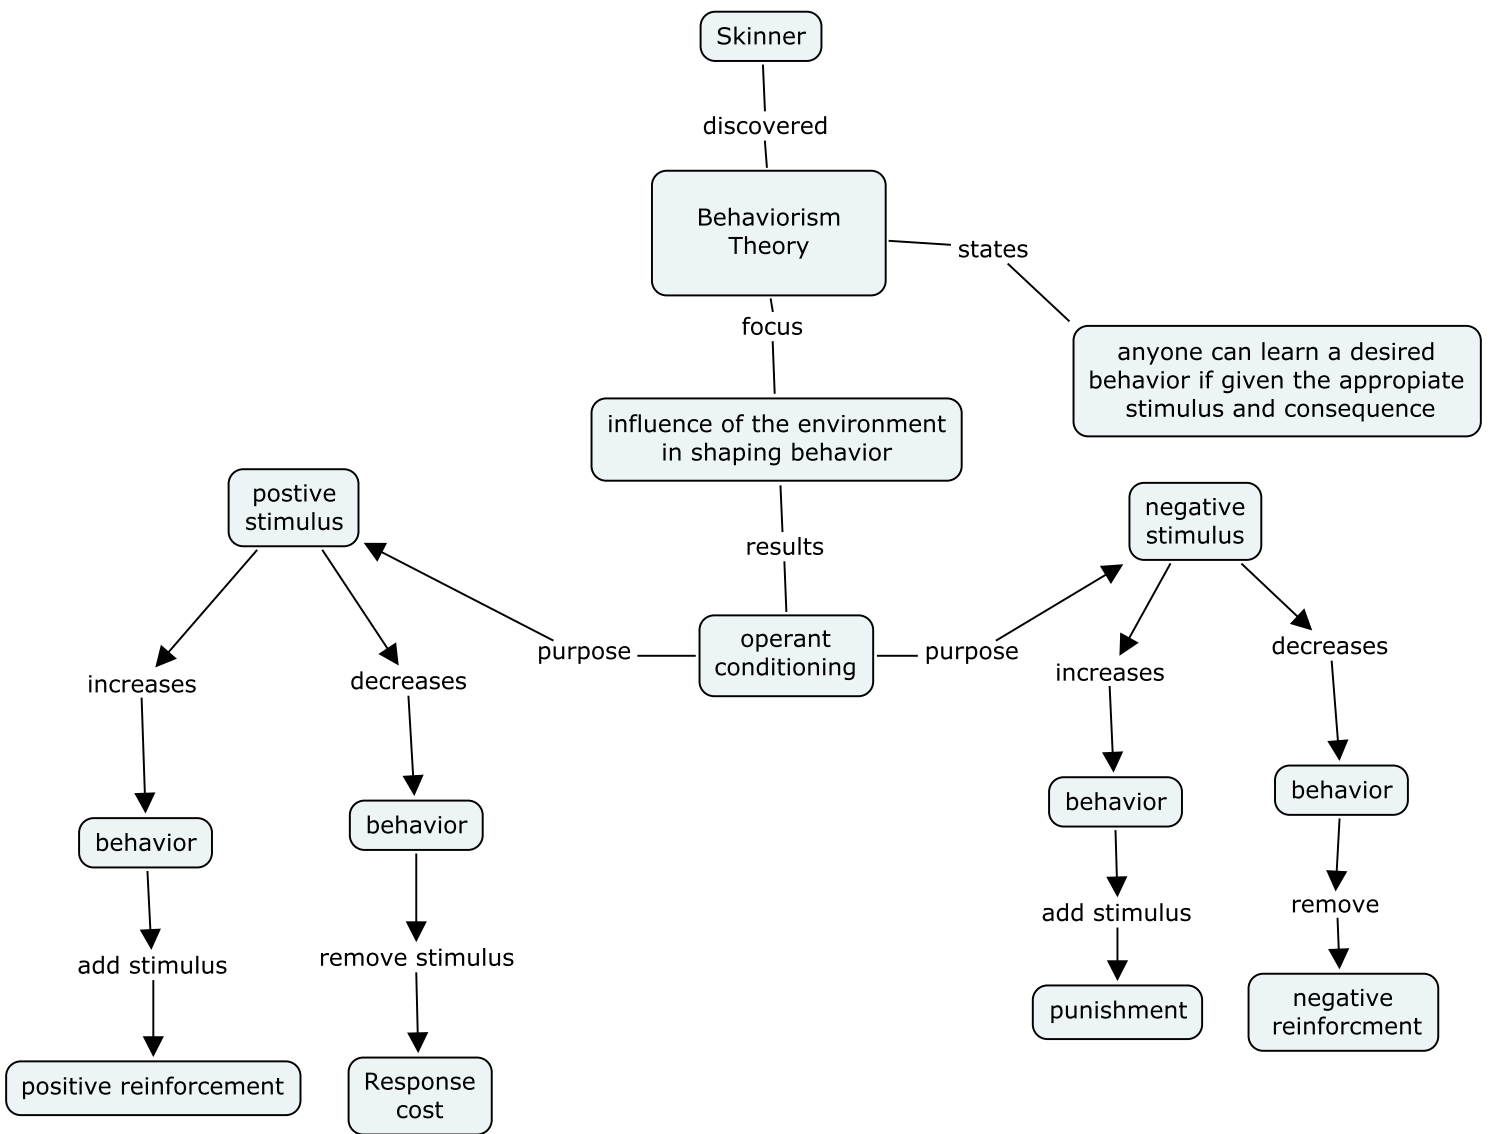 Skinner
discovered
Behaviorism
Theory
states
focus
anyone can learn a desired
behavior if given the appropiate
stimulus and consequence
influence of the environment
in shaping behavior
postive
stimulus
negative
stimulus
results
operant
conditioning
purpose
purpose
increases
decreases
increases
decreases
behavior
behavior
behavior
behavior
add stimulus
remove stimulus
add stimulus
remove
positive reinforcement
Response
cost
punishment
negative
reinforcment